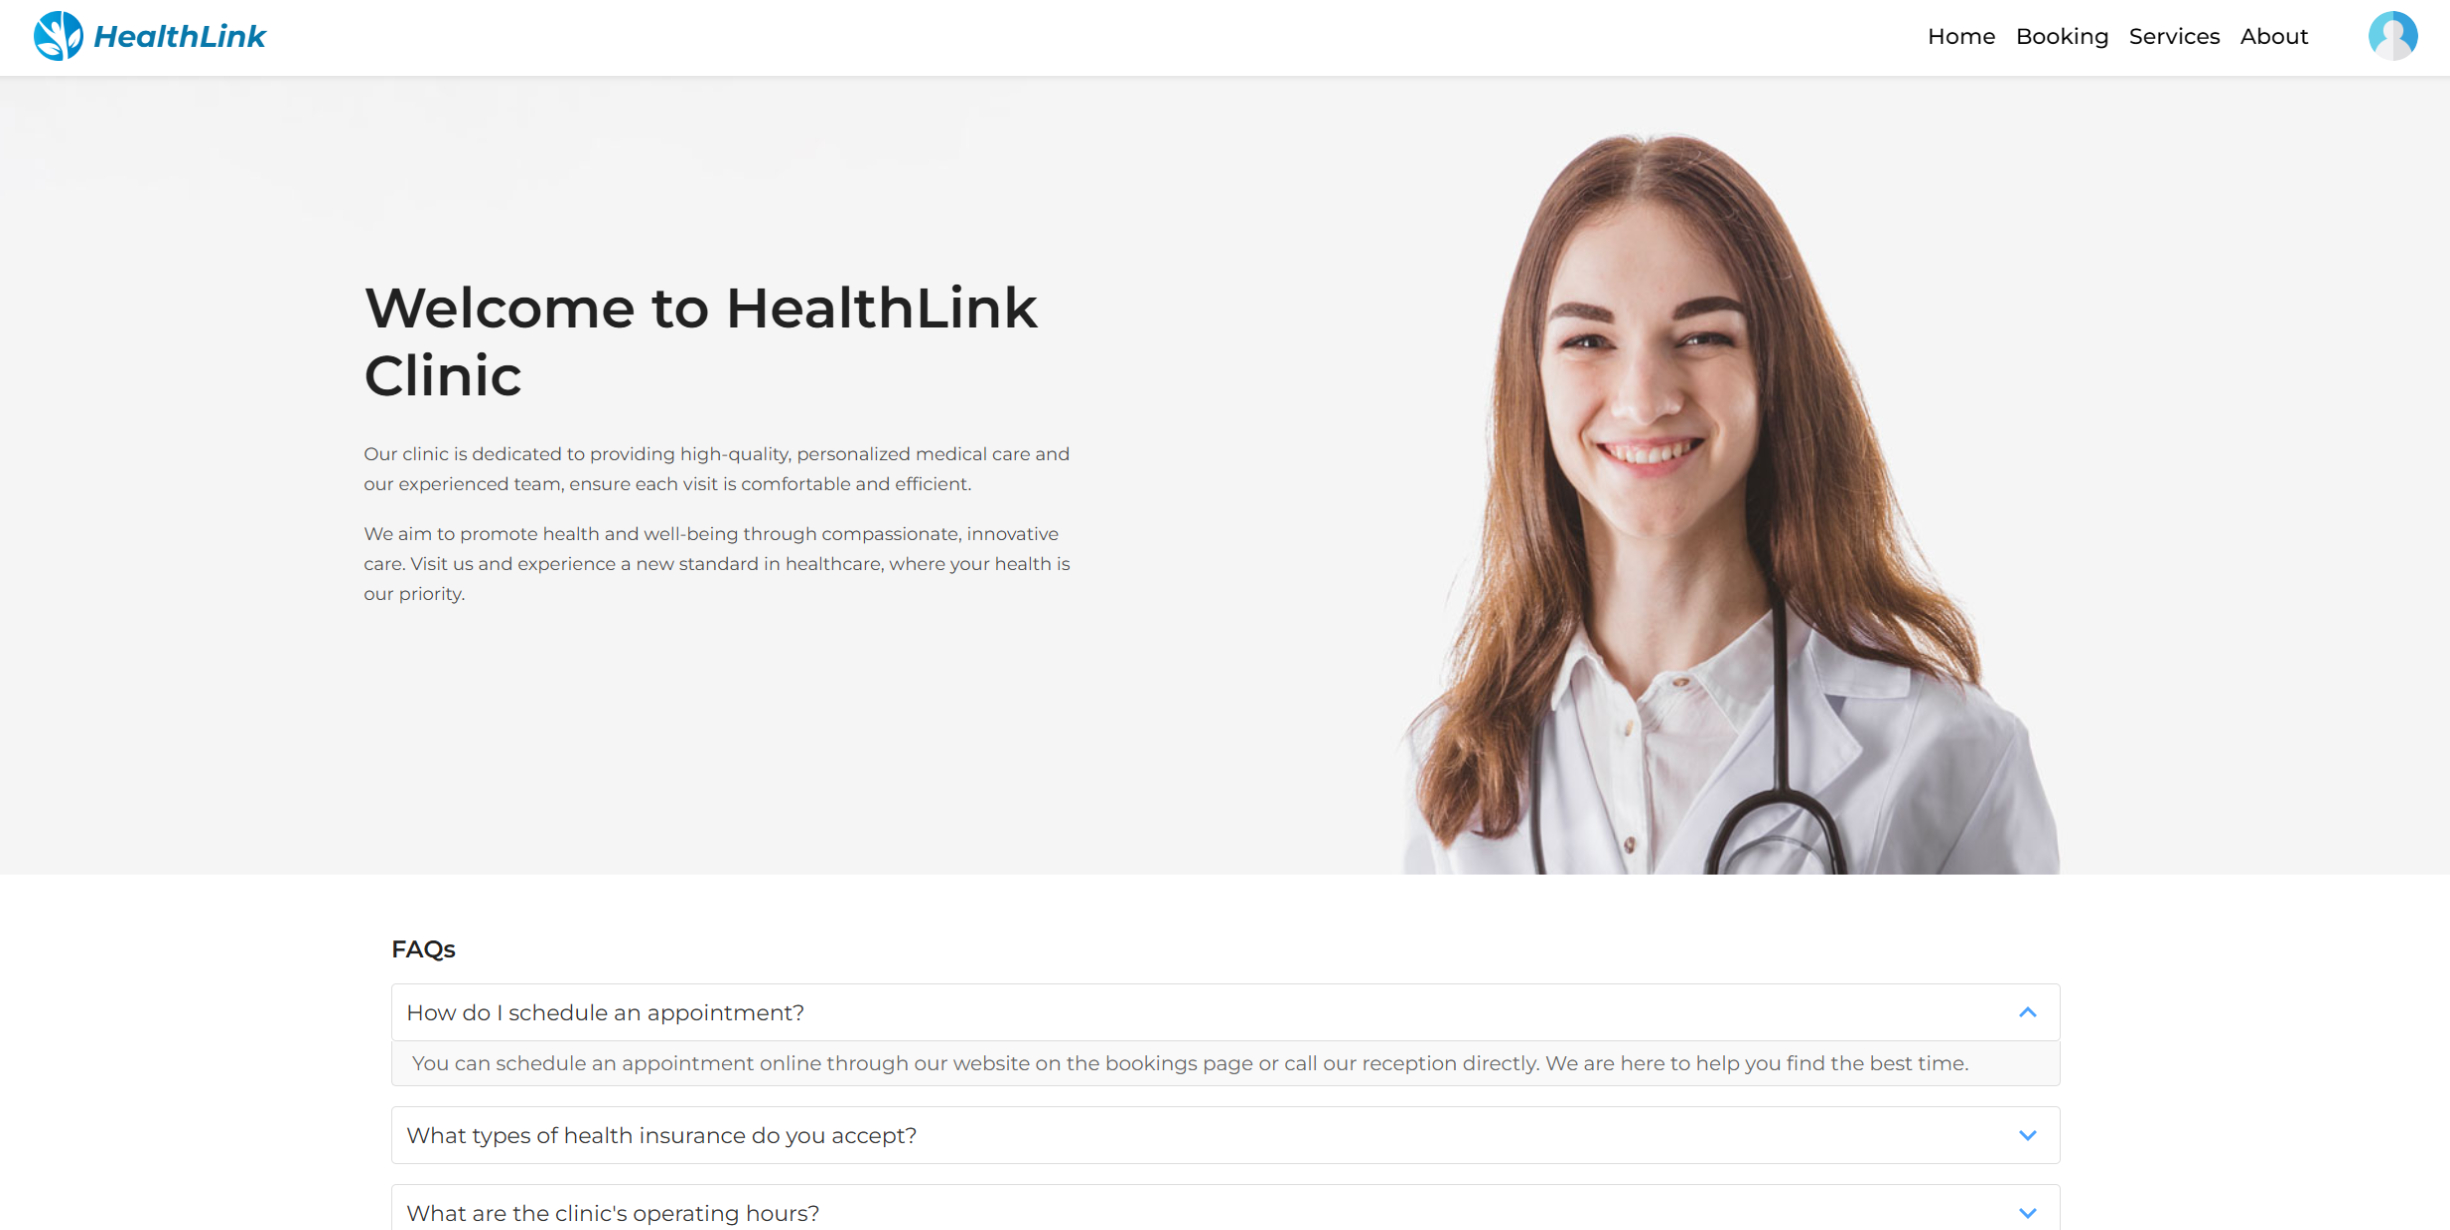 HealthLink
Home Booking Services About
Welcome to HealthLink
Clinic
Our clinic is dedicated to providing high-quality, personalized medical care and
our experienced team, ensure each visit is comfortable and efficient.
We aim to promote health and well-being through compassionate, innovative
care. Visit us and experience a new standard in healthcare, where your health is
our priority.
FAQs
How do I schedule an appointment?
You can schedule an appointment online through our website on the bookings page or call our reception directly. We are here to help you find the best time.
What types of health insurance do you accept?
What are the clinic's operating hours?